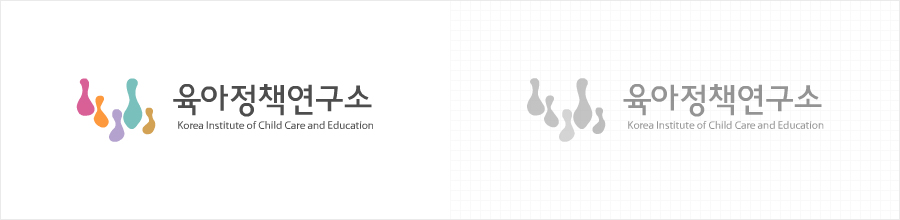 육아정책연구소
Korea Institute of Child Care and Education
육아정책연구소
Korea Institute of Child Care and Education